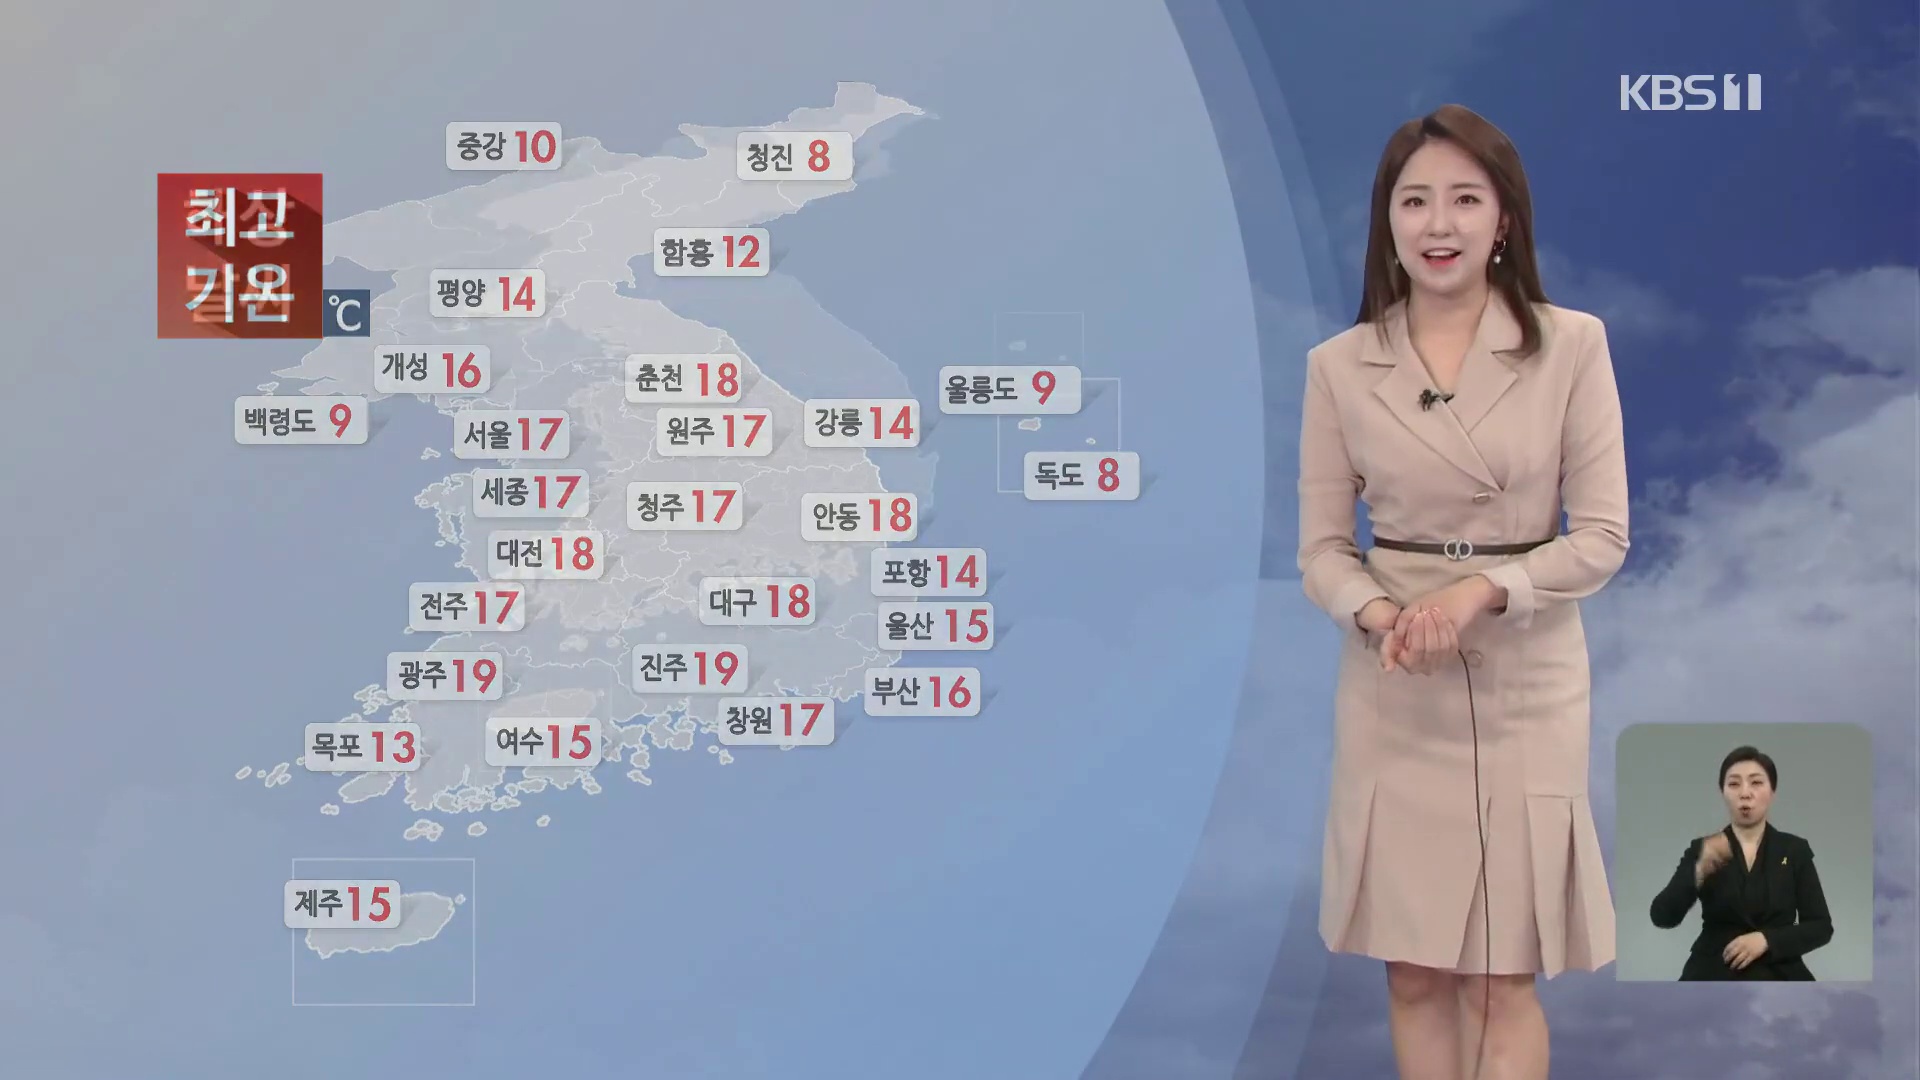 KBS 1
최고
기온
℃
중강 10
청진 8
함흥 12
평양 14
개성 16
춘천 18
백령도 9
서울 17
원주 17
강릉 14
울릉도 9
독도 8
세종 17
청주 17
안동 18
대전 18
포항 14
전주 17
대구 18
울산 15
광주 19
진주 19
부산 16
목포 13
여수 15
창원 17
제주 15